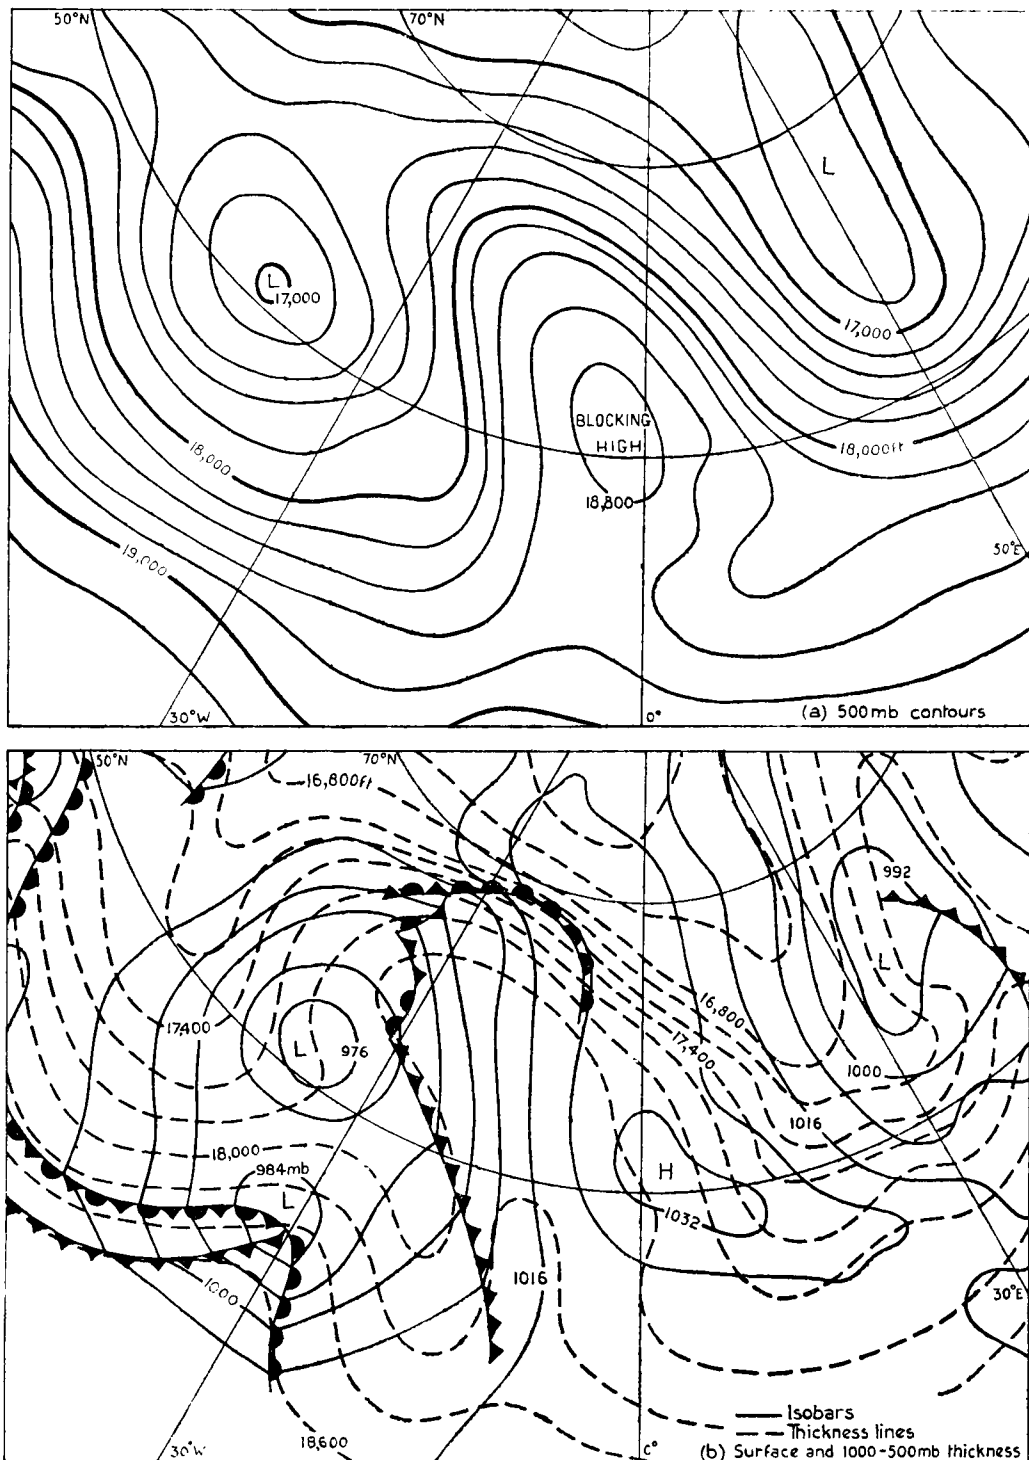 50°N
70°N
L
L
17,000
17,000
BLOCKING
HIGH
18,000
18,000ft
18,800
19,000
50°E
30°W
0°
(a) 500mb contours
50°N
70°N
16,800ft
992
L
16,800
17,400
17,400
L
976
1000
1016
18,000
984mb
L
H
1032
1016
1000
30°E
Isobars
Thickness lines
30°W
18,600
C°
(b) Surface and 1000-500mb thickness